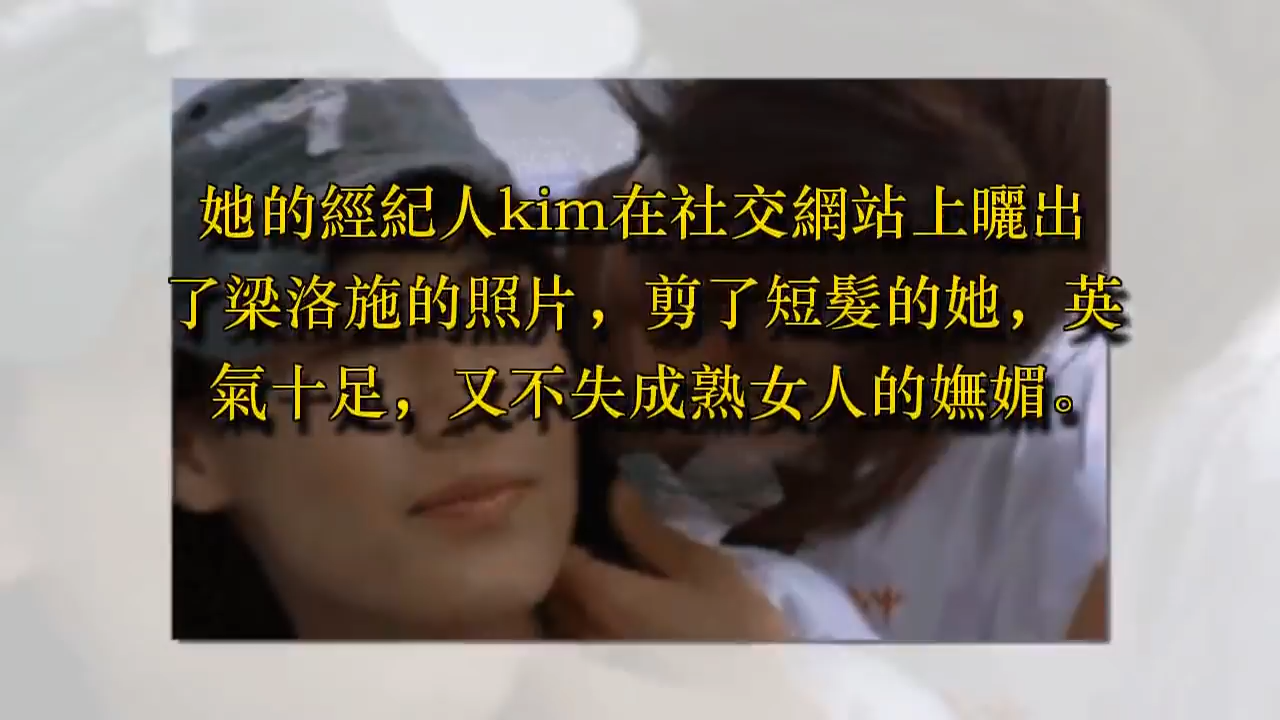 她的經紀人kim在社交網站上曬出
了梁洛施的照片，剪了短髮的她，英
氣十足，又不失成熟女人的嫵媚。